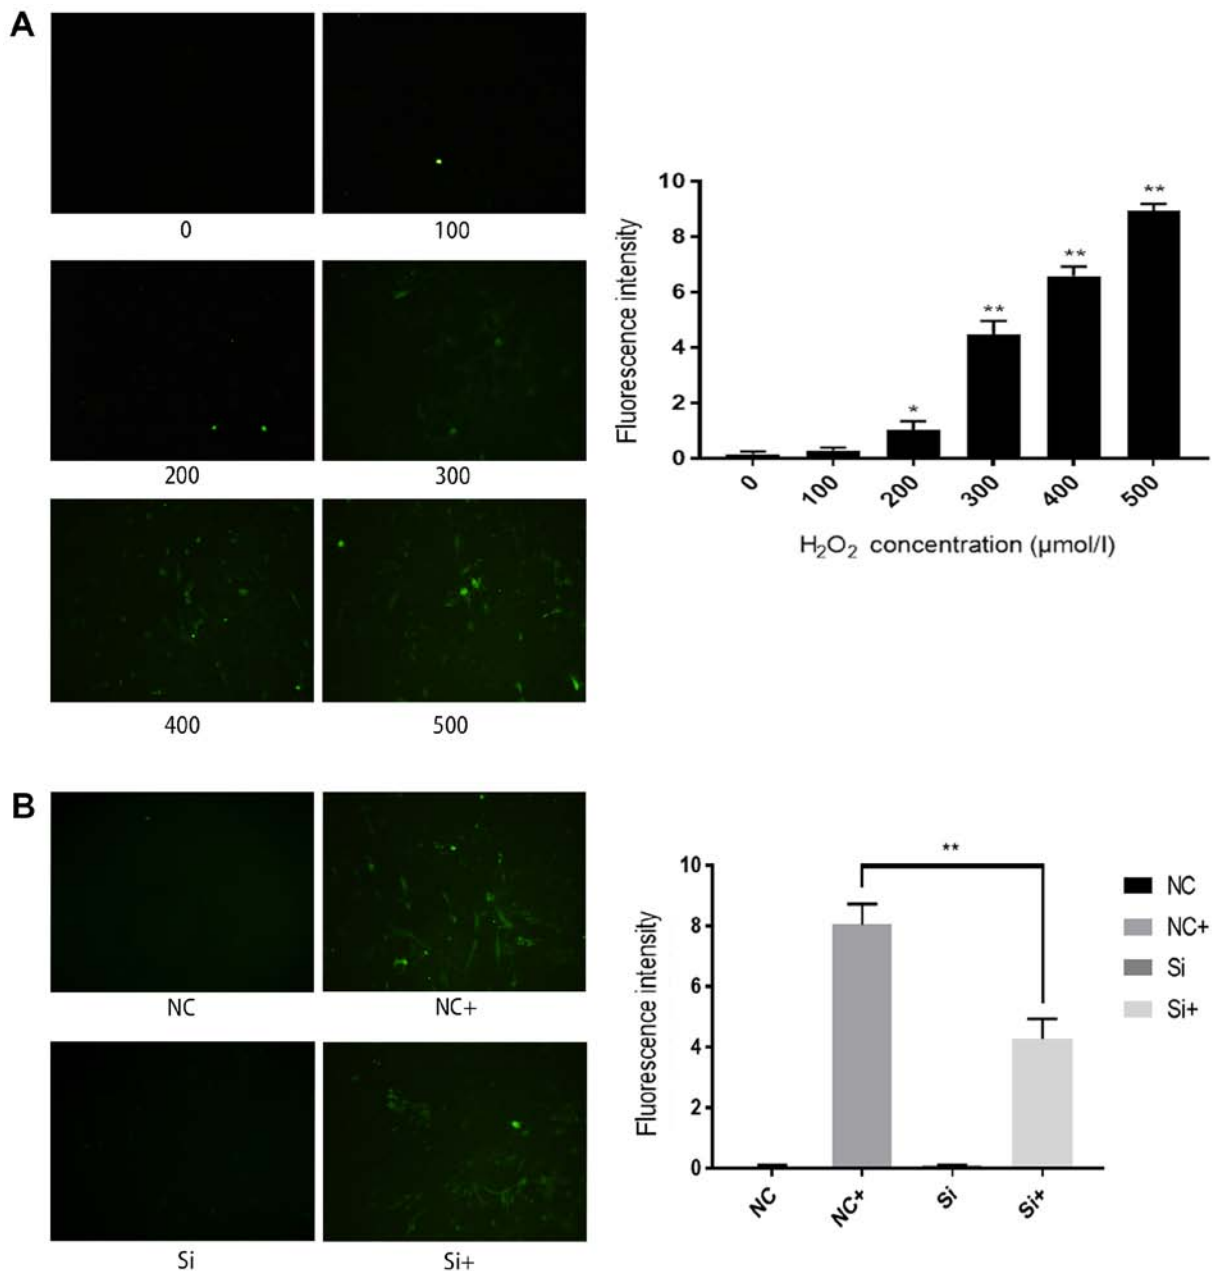 A
0
100
200
300
400
500
Fluorescence intensity
10
8
6
4
2
0
*
**
**
**
0
100
200
300
400
500
H₂O₂ concentration (μmol/l)
B
NC
NC+
Si
Si+
Fluorescence intensity
10
8
6
4
2
0
**
NC
NC+
Si
Si+
NC
NC+
Si
Si+